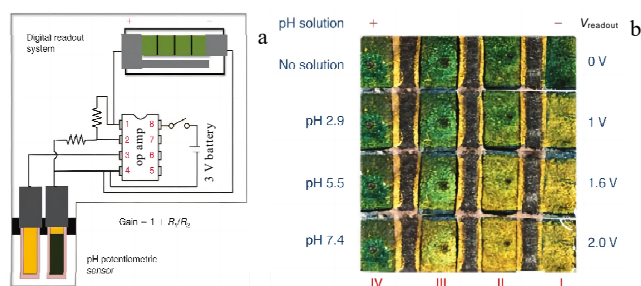 + −
Digital readout
system
a
1 8
2 7
3 6
4 5
op amp
3 V battery
Gain = 1 + R1/R2
pH potentiometric
sensor
pH solution + − Vreadout b
No solution 0 V
pH 2.9 1 V
pH 5.5 1.6 V
pH 7.4 2.0 V
IV III II I